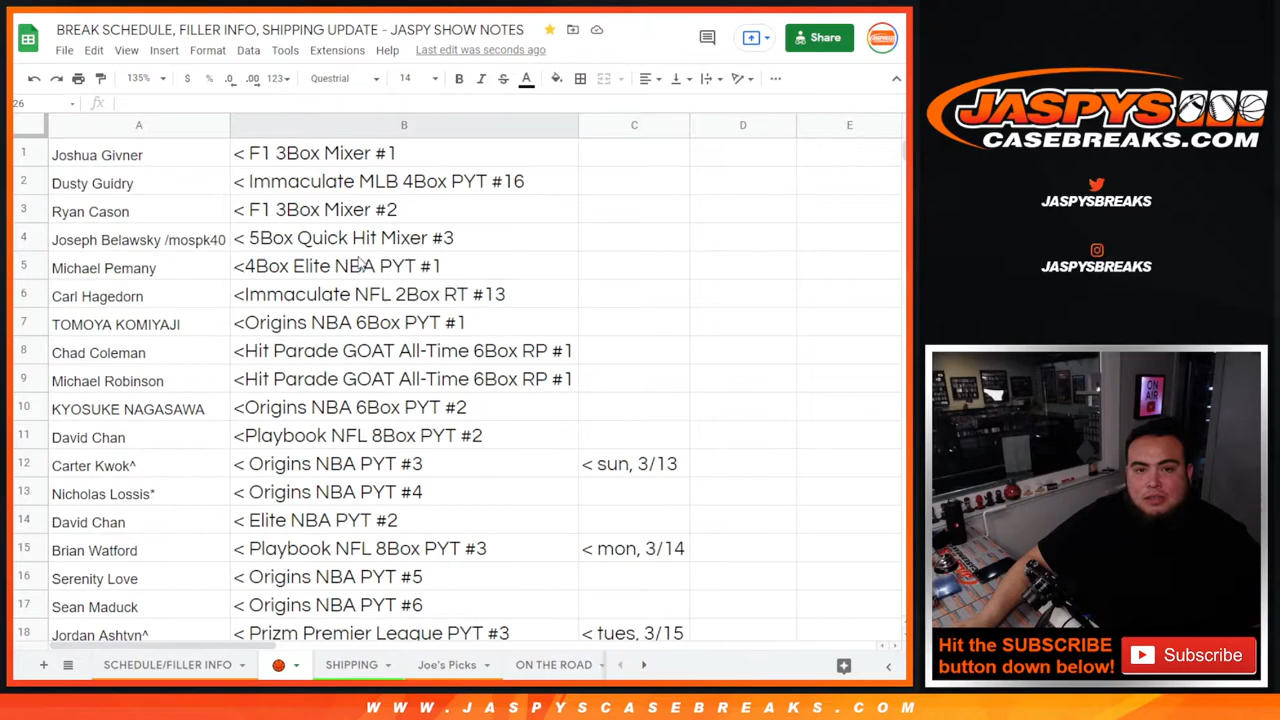 BREAK SCHEDULE, FILLER INFO, SHIPPING UPDATE - JASPY SHOW NOTES
File Edit View Insert Format Data Tools Extensions Help Last edit was seconds ago
Share
135% $ % .0 .00 123 Questrial 14 B I S A
26 fx
A B C D E
1 Joshua Givner < F1 3Box Mixer #1
2 Dusty Guidry < Immaculate MLB 4Box PYT #16
3 Ryan Cason < F1 3Box Mixer #2
4 Joseph Belawsky /mospk40 < 5Box Quick Hit Mixer #3
5 Michael Pemany <4Box Elite NBA PYT #1
6 Carl Hagedorn <Immaculate NFL 2Box RT #13
7 TOMOYA KOMIYAJI <Origins NBA 6Box PYT #1
8 Chad Coleman <Hit Parade GOAT All-Time 6Box RP #1
9 Michael Robinson <Hit Parade GOAT All-Time 6Box RP #1
10 KYOSUKE NAGASAWA <Origins NBA 6Box PYT #2
11 David Chan <Playbook NFL 8Box PYT #2
12 Carter Kwok^ < Origins NBA PYT #3 < sun, 3/13
13 Nicholas Lossis* < Origins NBA PYT #4
14 David Chan < Elite NBA PYT #2
15 Brian Watford < Playbook NFL 8Box PYT #3 < mon, 3/14
16 Serenity Love < Origins NBA PYT #5
17 Sean Maduck < Origins NBA PYT #6
18 Jordan Ashtyn^ < Prizm Premier League PYT #3 < tues, 3/15
SCHEDULE/FILLER INFO SHIPPING Joe's Picks ON THE ROAD
JASPYS
CASEBREAKS.COM
JASPYSBREAKS
JASPYSBREAKS
ON AIR
Hit the SUBSCRIBE
button down below!
Subscribe
WWW.JASPYSCASEBREAKS.COM